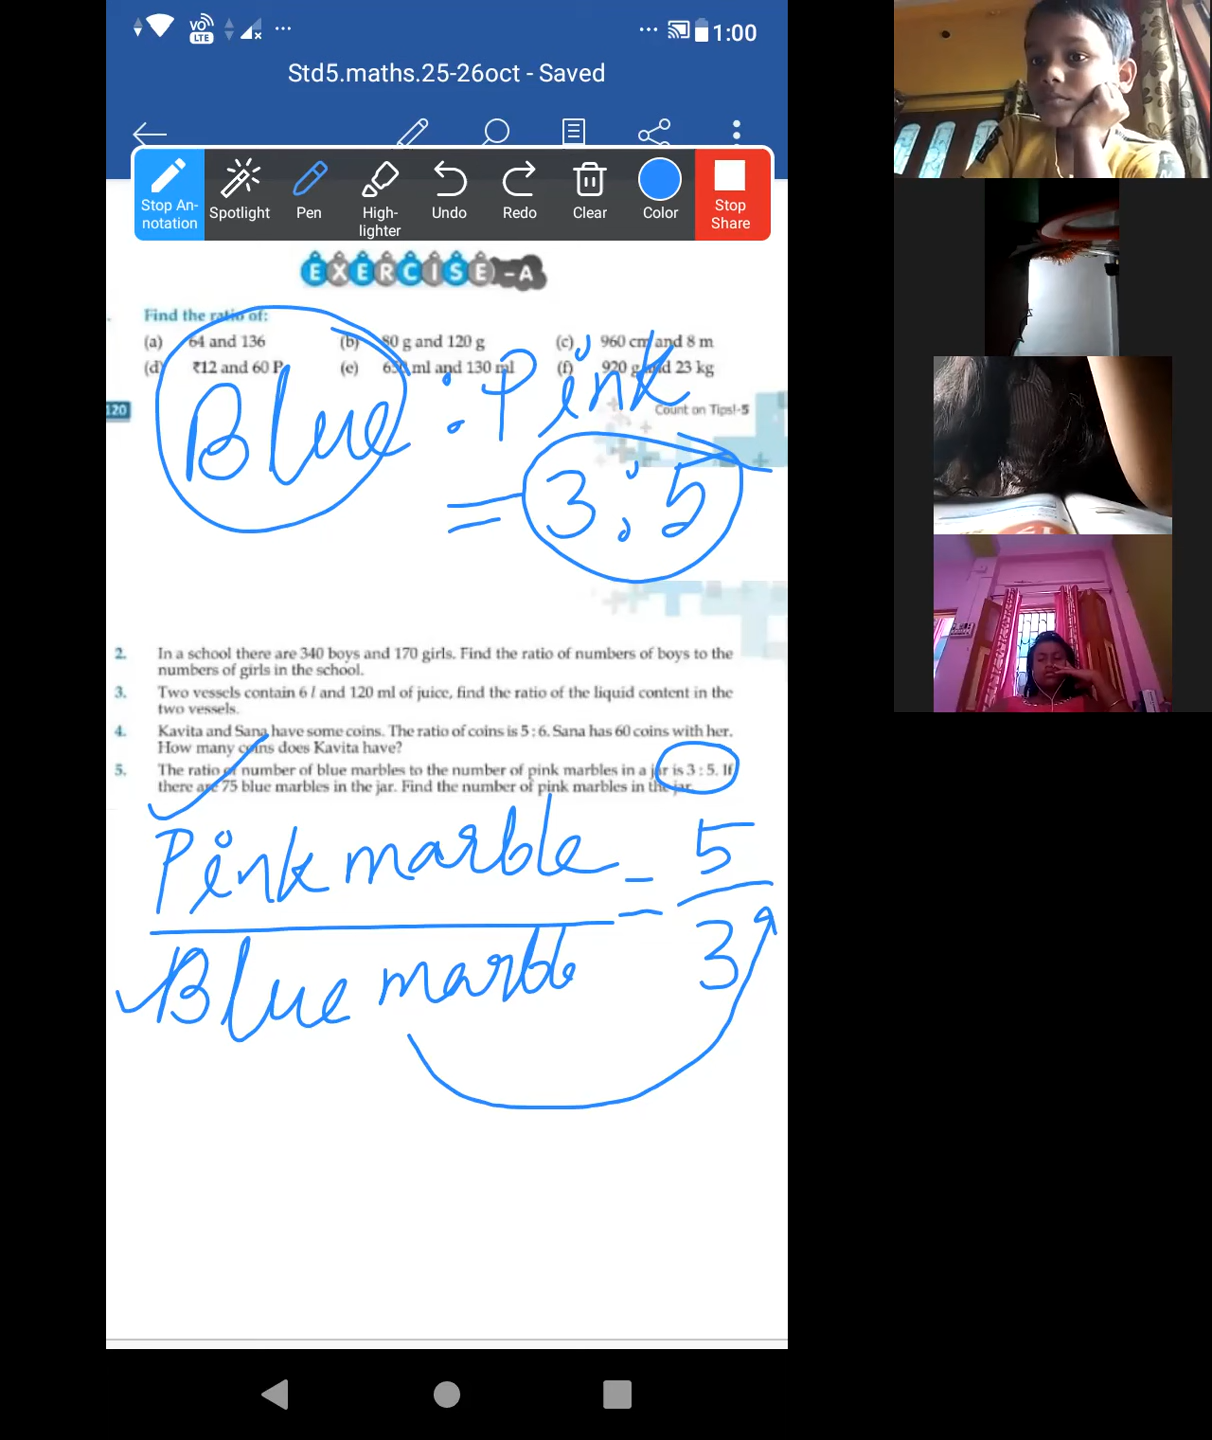 VO LTE 1:00
Std5.maths.25-26oct - Saved
Stop An-notation Spotlight Pen High-lighter Undo Redo Clear Color Stop Share
EXERCISE-A
Find the ratio of:
(a) 64 and 136 (b) 80 g and 120 g (c) 960 cm and 8 m
(d) ₹12 and 60 P (e) ml and 130 ml (f) 920 g and 23 kg
120 Count on Tips!-5
Blue : Pink
= 3 : 5
2. In a school there are 340 boys and 170 girls. Find the ratio of numbers of boys to the
numbers of girls in the school.
3. Two vessels contain 6 l and 120 ml of juice, find the ratio of the liquid content in the
two vessels.
4. Kavita and Sana have some coins. The ratio of coins is 5 : 6. Sana has 60 coins with her.
How many coins does Kavita have?
5. The ratio of number of blue marbles to the number of pink marbles in a jar is 3 : 5. If
there are 75 blue marbles in the jar. Find the number of pink marbles in the jar.
Pink marble = 5
Blue marble 3